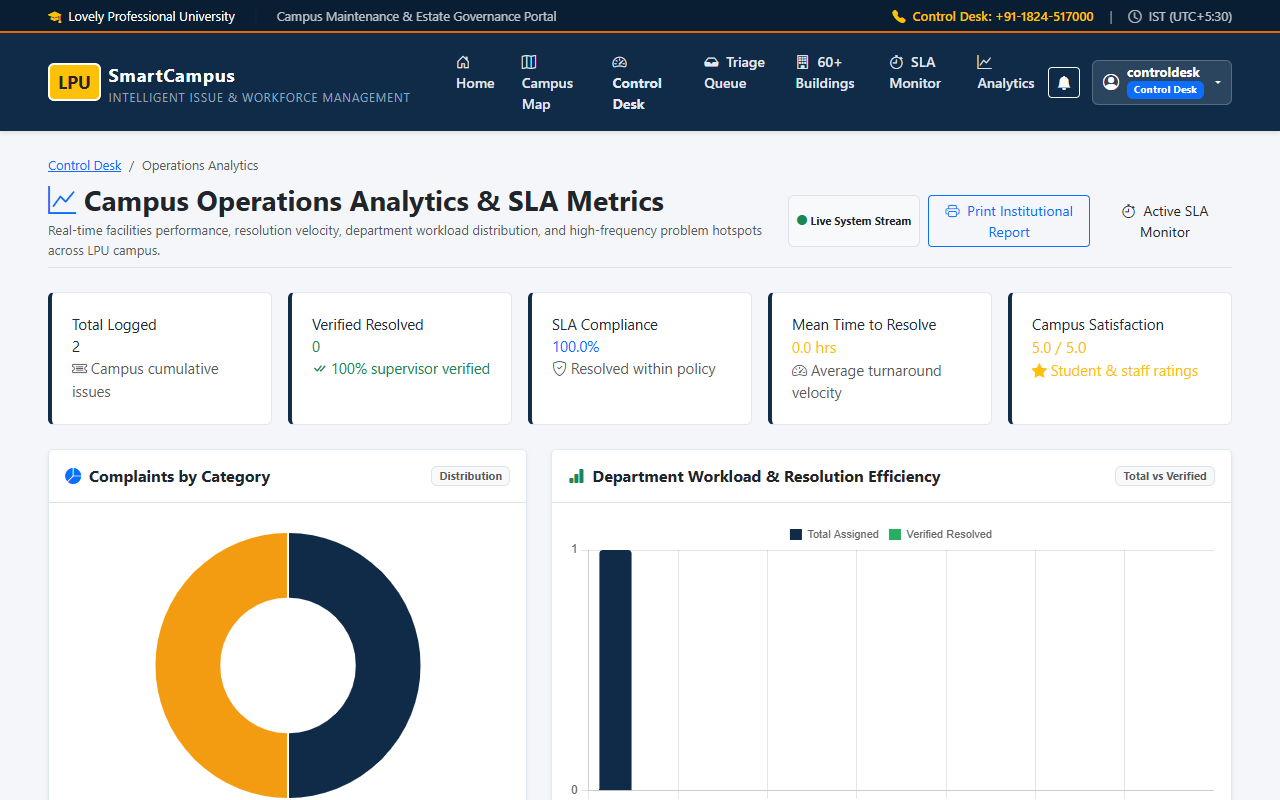 Lovely Professional University
Campus Maintenance & Estate Governance Portal
Control Desk: +91-1824-517000
|
IST (UTC+5:30)
LPU
SmartCampus
INTELLIGENT ISSUE & WORKFORCE MANAGEMENT
Home
Campus
Map
Control
Desk
Triage
Queue
60+
Buildings
SLA
Monitor
Analytics
controldesk
Control Desk
Control Desk / Operations Analytics
Campus Operations Analytics & SLA Metrics
Real-time facilities performance, resolution velocity, department workload distribution, and high-frequency problem hotspots
across LPU campus.
Live System Stream
Print Institutional
Report
Active SLA
Monitor
Total Logged
2
Campus cumulative
issues
Verified Resolved
0
100% supervisor verified
SLA Compliance
100.0%
Resolved within policy
Mean Time to Resolve
0.0 hrs
Average turnaround
velocity
Campus Satisfaction
5.0 / 5.0
Student & staff ratings
Complaints by Category
Distribution
Department Workload & Resolution Efficiency
Total vs Verified
Total Assigned
Verified Resolved
1
0